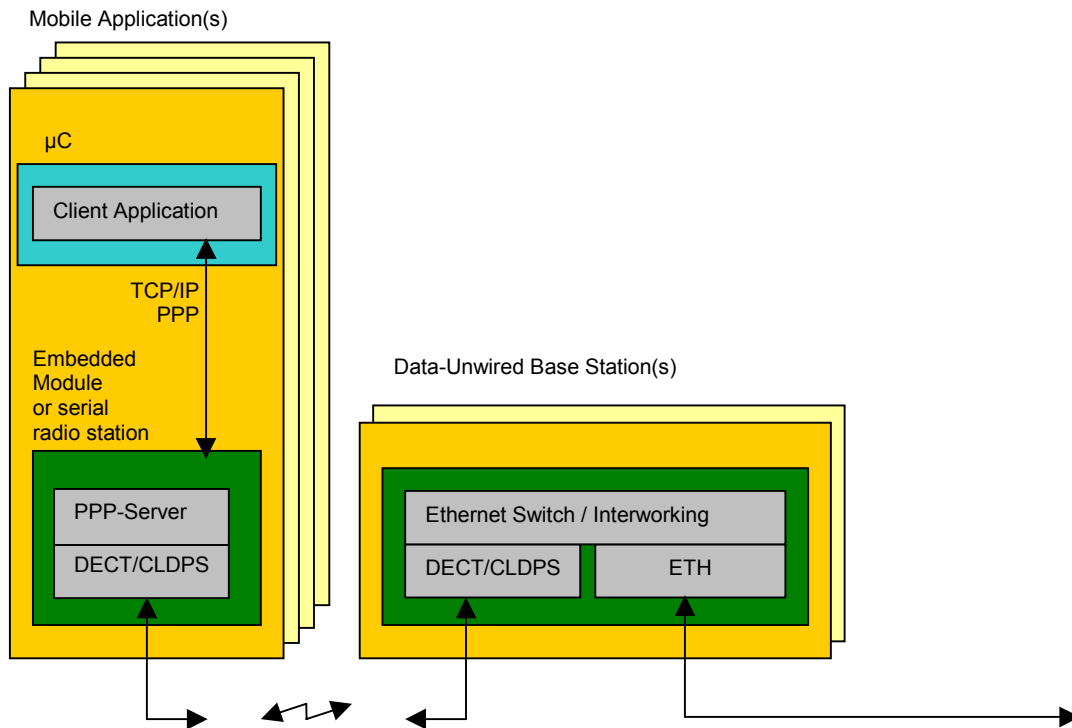 Mobile Application(s)
µC
Client Application
TCP/IP
PPP
Embedded
Module
or serial
radio station
PPP-Server
DECT/CLDPS
Data-Unwired Base Station(s)
Ethernet Switch / Interworking
DECT/CLDPS
ETH